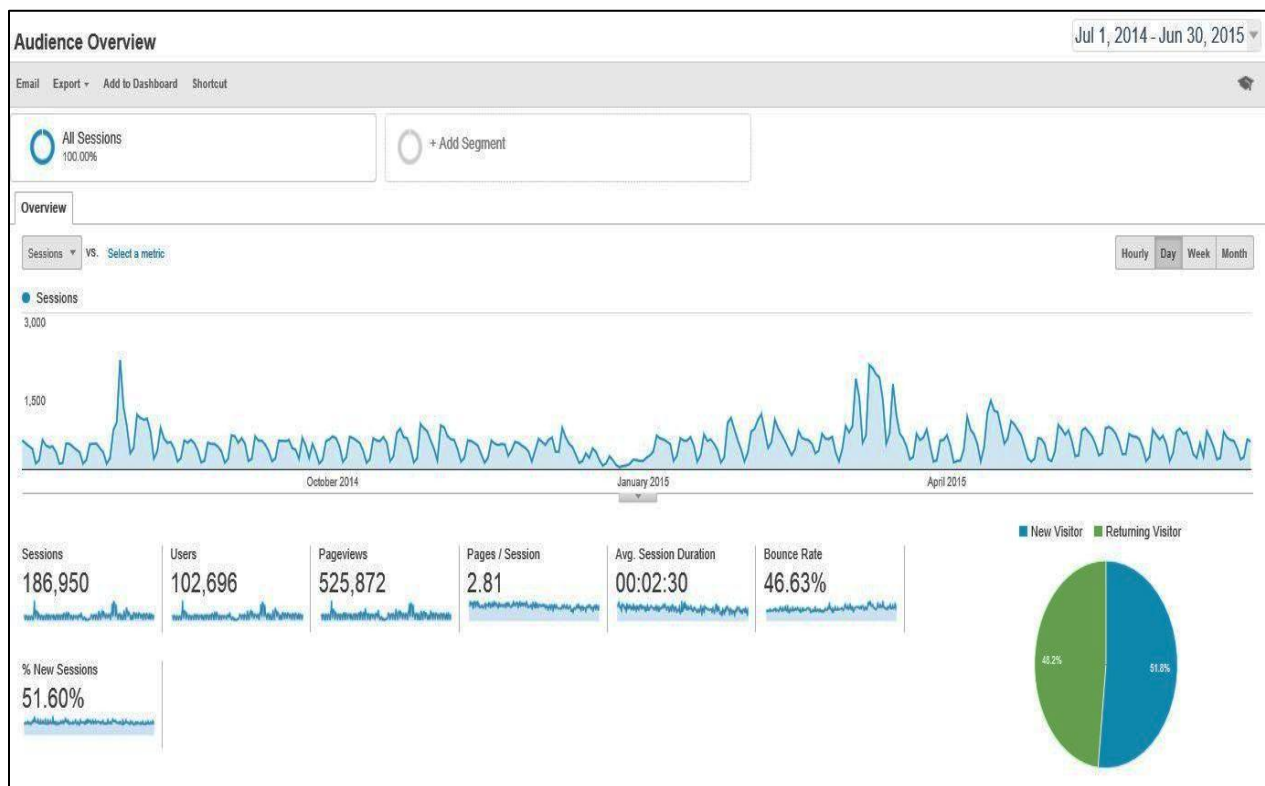 Audience Overview
Jul 1, 2014 - Jun 30, 2015
Email Export Add to Dashboard Shortcut
All Sessions
100.00%
+ Add Segment
Overview
Sessions VS. Select a metric
Hourly Day Week Month
Sessions
3,000
1,500
October 2014 January 2015 April 2015
New Visitor Returning Visitor
Sessions Users Pageviews Pages / Session Avg. Session Duration Bounce Rate
186,950 102,696 525,872 2.81 00:02:30 46.63%
48.2% 51.8%
% New Sessions
51.60%